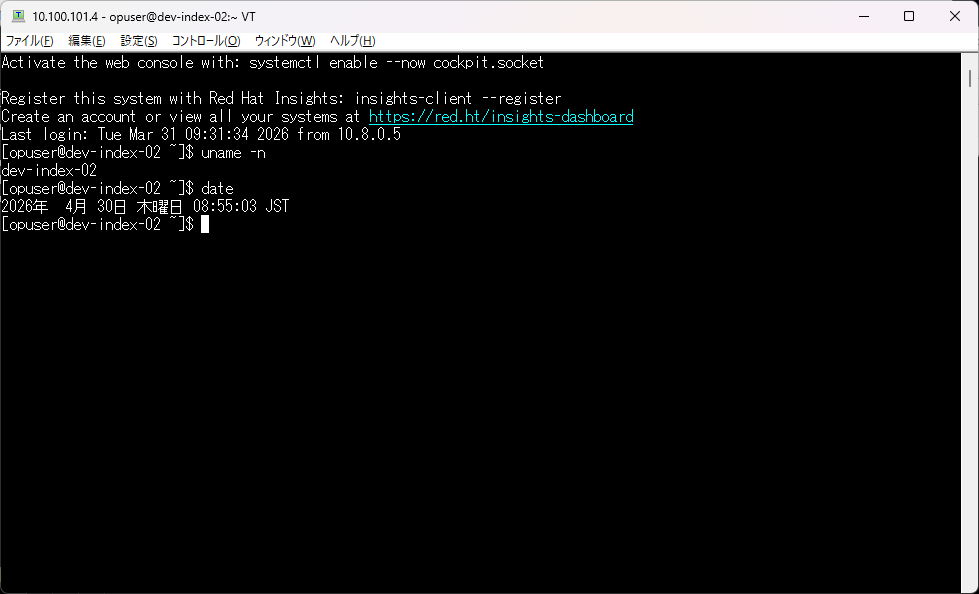 10.100.101.4 - opuser@dev-index-02:~ VT
ファイル(F) 編集(E) 設定(S) コントロール(O) ウィンドウ(W) ヘルプ(H)
Activate the web console with: systemctl enable --now cockpit.socket
Register this system with Red Hat Insights: insights-client --register
Create an account or view all your systems at https://red.ht/insights-dashboard
Last login: Tue Mar 31 09:31:34 2026 from 10.8.0.5
[opuser@dev-index-02 ~]$ uname -n
dev-index-02
[opuser@dev-index-02 ~]$ date
2026年  4月 30日 木曜日 08:55:03 JST
[opuser@dev-index-02 ~]$